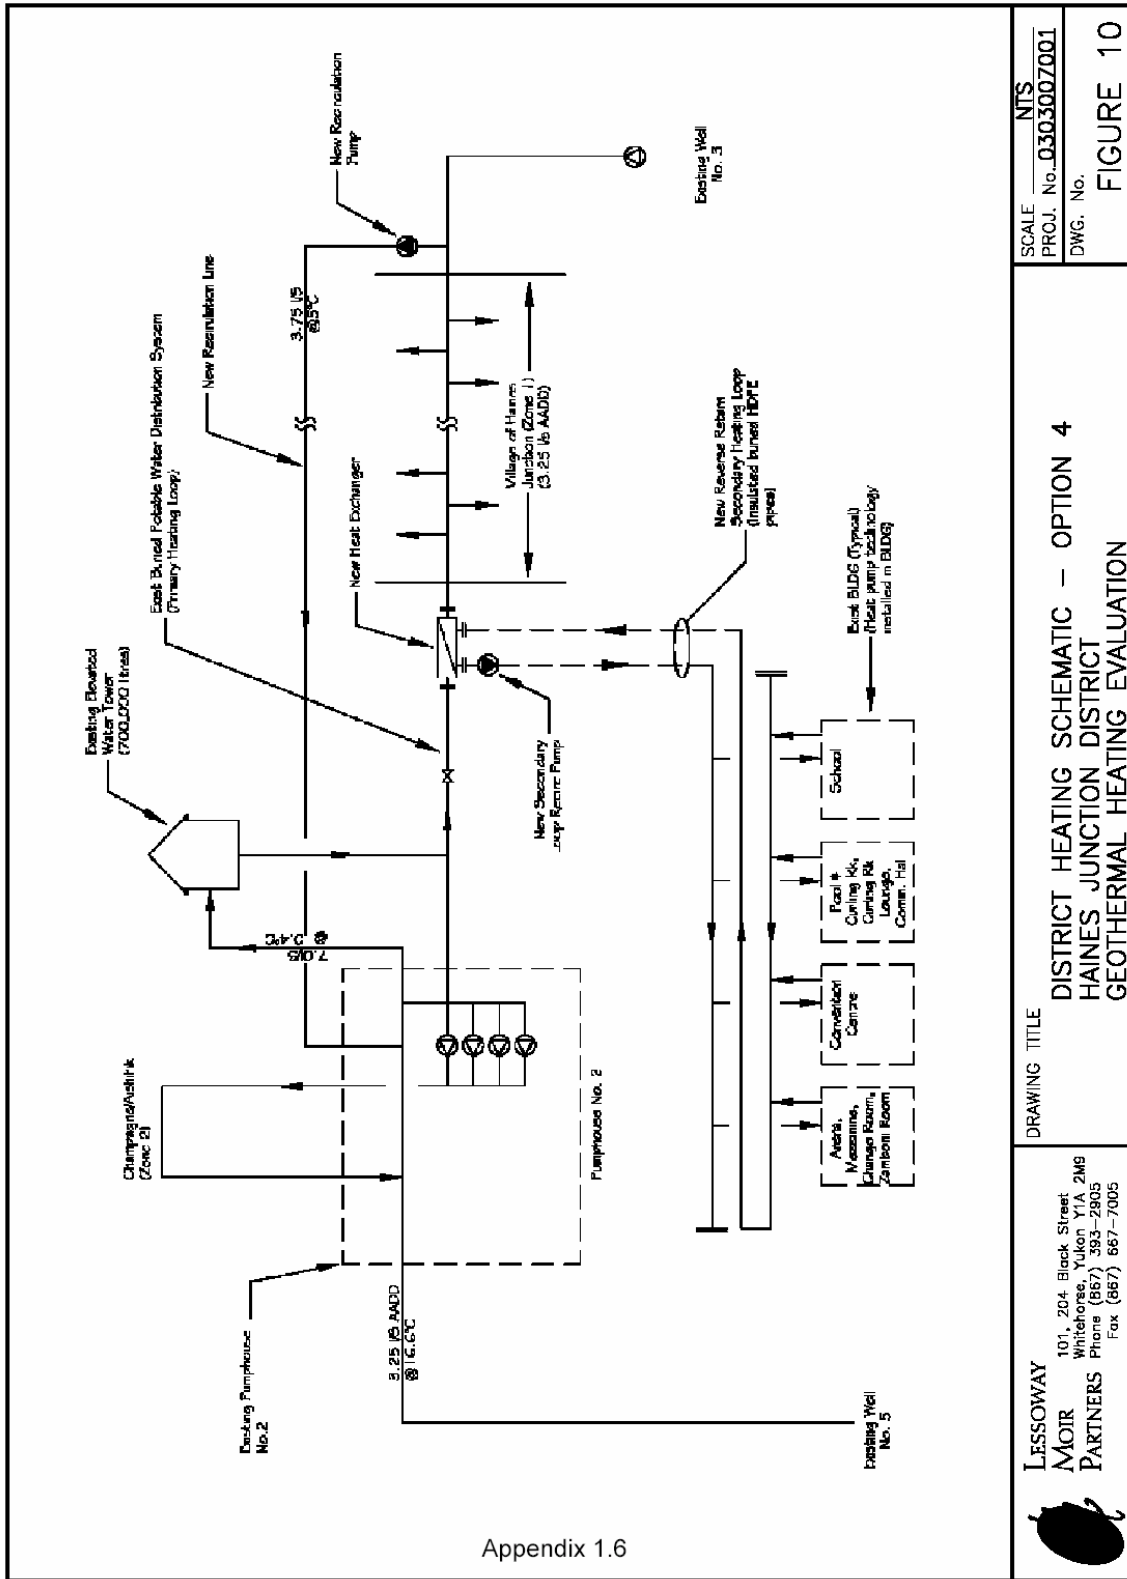 Existing Pumphouse
No.2
3.25 l/s AADD
@16.6°C
Existing Well
No. 5
Champagne/Aishihik
(Zone 2)
Pumphouse No. 2
7.0l/s @
Existing Elevated
Water Tower
(700,000 litres)
Exist Buried Potable Water Distribution System
(Primary Heating Loop)
New Recirculation Line
3.75 l/s
@5°C
New Recirculation
Pump
New Heat Exchanger
Village of Haines
Junction (Zone 1)
(3.25 l/s AADD)
Existing Well
No. 3
New Secondary
Loop Recirc Pump
New Reverse Return
Secondary Heating Loop
(Insulated buried HDPE
pipes)
Exist BLDG (Typical)
(Heat pump technology
installed in BLDG)
Arena,
Mezzanine,
Change Room,
Zamboni Room
Convention
Centre
Pool &
Curling Rk,
Curling Rk
Lounge,
Comm. Hal
School
Appendix 1.6
LESSOWAY
MOIR
PARTNERS
101, 204 Black Street
Whitehorse, Yukon Y1A 2M9
Phone (867) 393-2905
Fax (867) 667-7005
DRAWING TITLE
DISTRICT HEATING SCHEMATIC - OPTION 4
HAINES JUNCTION DISTRICT
GEOTHERMAL HEATING EVALUATION
SCALE NTS
PROJ. No. 0303007001
DWG. No.
FIGURE 10